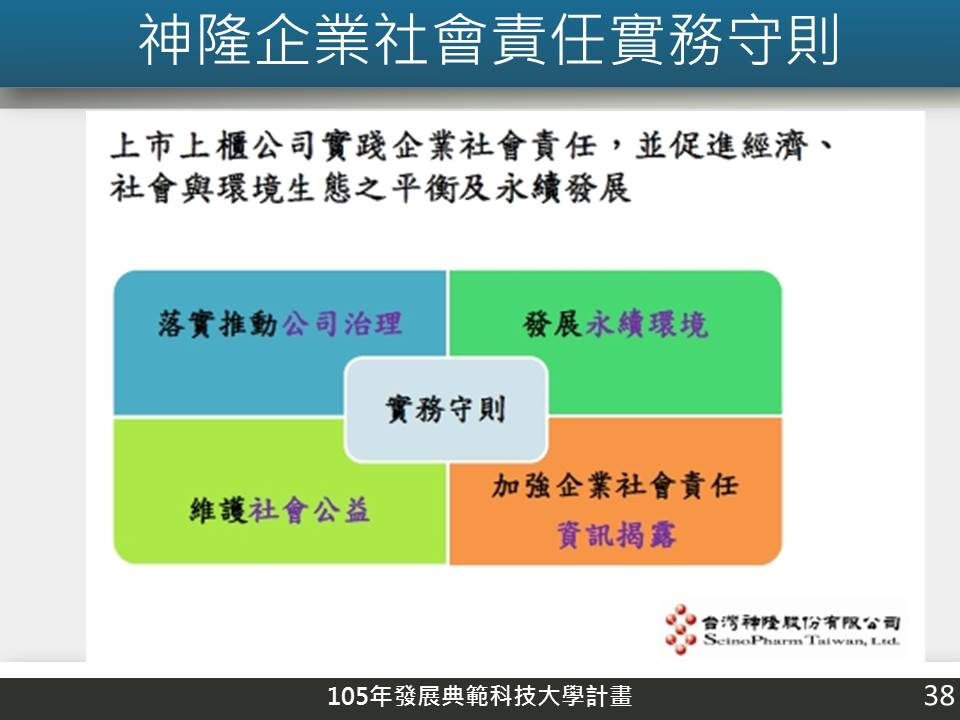 神隆企業社會責任實務守則
上市上櫃公司實踐企業社會責任，並促進經濟、
社會與環境生態之平衡及永續發展
落實推動公司治理
發展永續環境
實務守則
維護社會公益
加強企業社會責任
資訊揭露
台灣神隆股份有限公司
ScinoPharm Taiwan, Ltd.
105年發展典範科技大學計畫
38